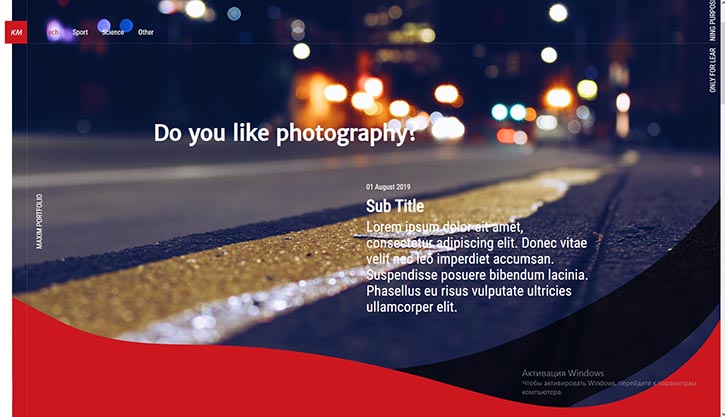 KM
Tech
Sport
Science
Other
ONLY FOR LEAR NING PURPOS
Do you like photography?
MAXIM PORTFOLIO
01 August 2019
Sub Title
Lorem ipsum dolor sit amet,
consectetur adipiscing elit. Donec vitae
velif nec leo imperdiet accumsan.
Suspendisse posuere bibendum lacinia.
Phasellus eu risus vulputate ultricies
ullamcorper elit.
Активация Windows
Чтобы активировать Windows, перейдите к параметрам
компьютера.